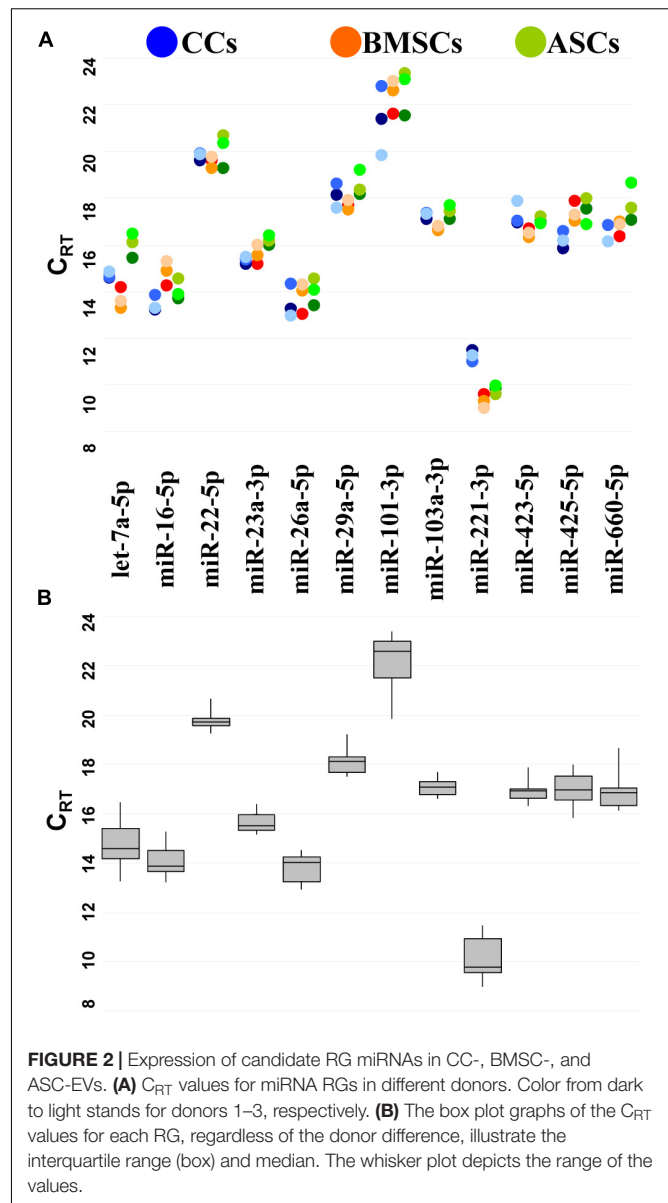 A
CCs BMSCs ASCs
24
22
20
18
16
14
12
10
8
C_RT
let-7a-5p
miR-16-5p
miR-22-5p
miR-23a-3p
miR-26a-5p
miR-29a-5p
miR-101-3p
miR-103a-3p
miR-221-3p
miR-423-5p
miR-425-5p
miR-660-5p
B
24
22
20
18
16
14
12
10
8
C_RT
FIGURE 2 | Expression of candidate RG miRNAs in CC-, BMSC-, and
ASC-EVs. (A) C_RT values for miRNA RGs in different donors. Color from dark
to light stands for donors 1–3, respectively. (B) The box plot graphs of the C_RT
values for each RG, regardless of the donor difference, illustrate the
interquartile range (box) and median. The whisker plot depicts the range of the
values.